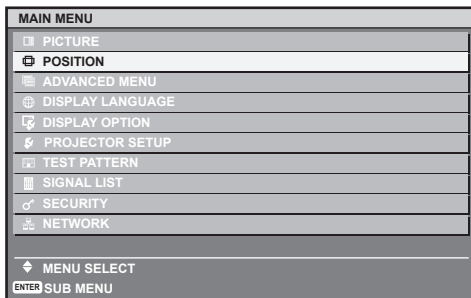 MAIN MENU
PICTURE
POSITION
ADVANCED MENU
DISPLAY LANGUAGE
DISPLAY OPTION
PROJECTOR SETUP
TEST PATTERN
SIGNAL LIST
SECURITY
NETWORK
MENU SELECT
ENTER SUB MENU